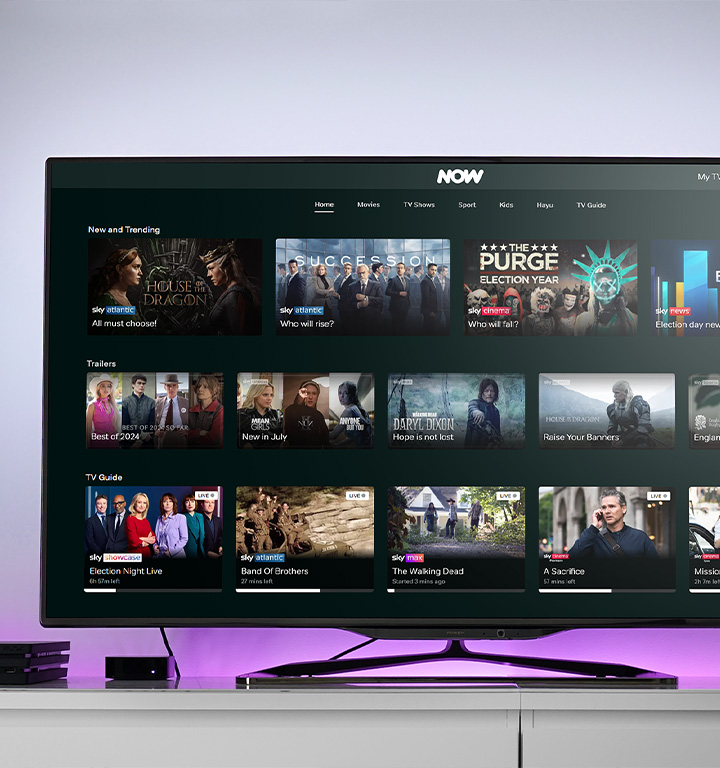 NOW
My TV
Home Movies TV Shows Sport Kids Hayu TV Guide
New and Trending
HOUSE OF THE DRAGON
sky atlantic
All must choose!
SUCCESSION
sky atlantic
Who will rise?
THE PURGE
ELECTION YEAR
sky cinema
Who will fall?
sky news
Election day new
Trailers
BEST OF 2024 SO FAR
Best of 2024
MEAN GIRLS
ANYONE BUT YOU
New in July
DARYL DIXON
Hope is not lost
HOUSE OF THE DRAGON
Raise Your Banners
Englan
TV Guide
LIVE
sky showcase
Election Night Live
6h 57m left
LIVE
sky atlantic
Band Of Brothers
27 mins left
LIVE
sky max
The Walking Dead
Started 3 mins ago
LIVE
sky cinema
A Sacrifice
57 mins left
sky cinema
Missio
2h 7m le